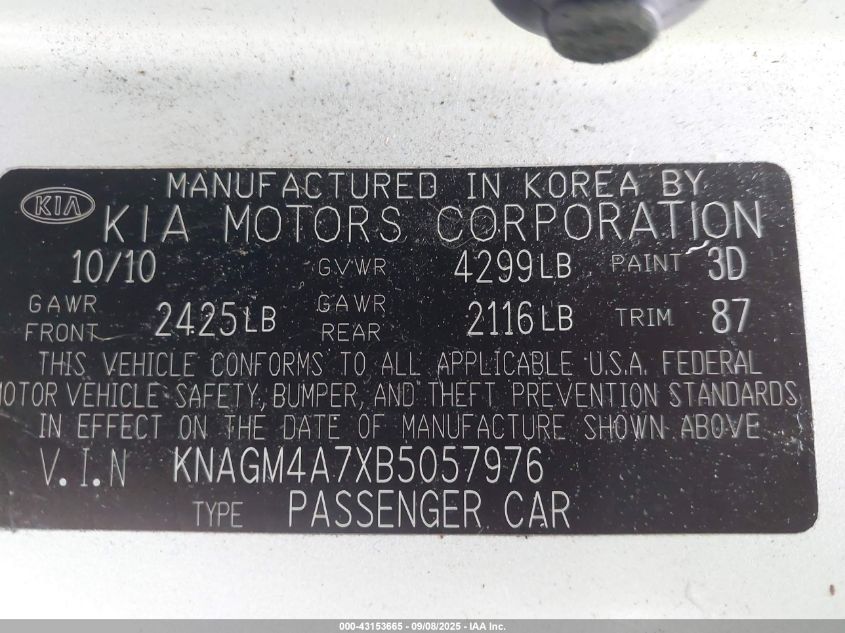 MANUFACTURED IN KOREA BY
KIA KIA MOTORS CORPORATION
10/10 GVWR 4299LB PAINT 3D
GAWR FRONT 2425LB GAWR REAR 2116LB TRIM 87
THIS VEHICLE CONFORMS TO ALL APPLICABLE U.S.A. FEDERAL
MOTOR VEHICLE SAFETY, BUMPER, AND THEFT PREVENTION STANDARDS
IN EFFECT ON THE DATE OF MANUFACTURE SHOWN ABOVE
V.I.N KNAGM4A7XB5057976
TYPE PASSENGER CAR
000-43153665 - 09/08/2025 - IAA Inc.